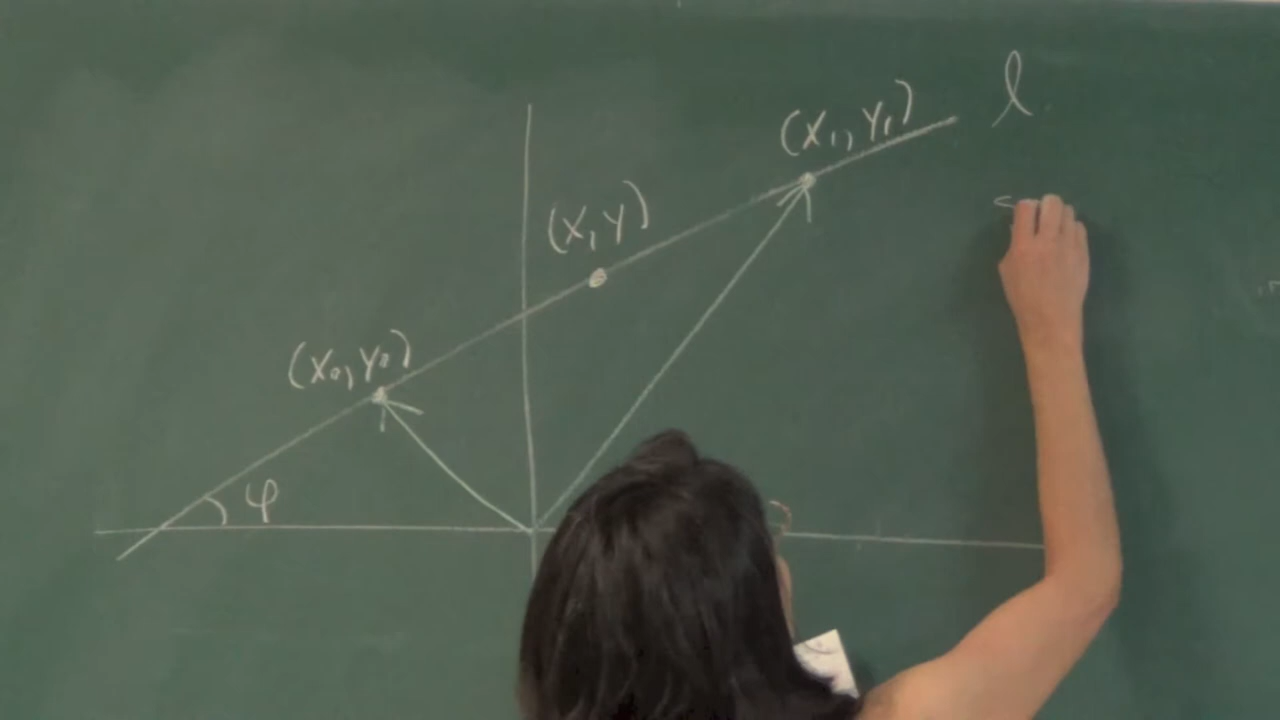 l
(x₁, y₁)
(x, y)
(x₀, y₀)
φ